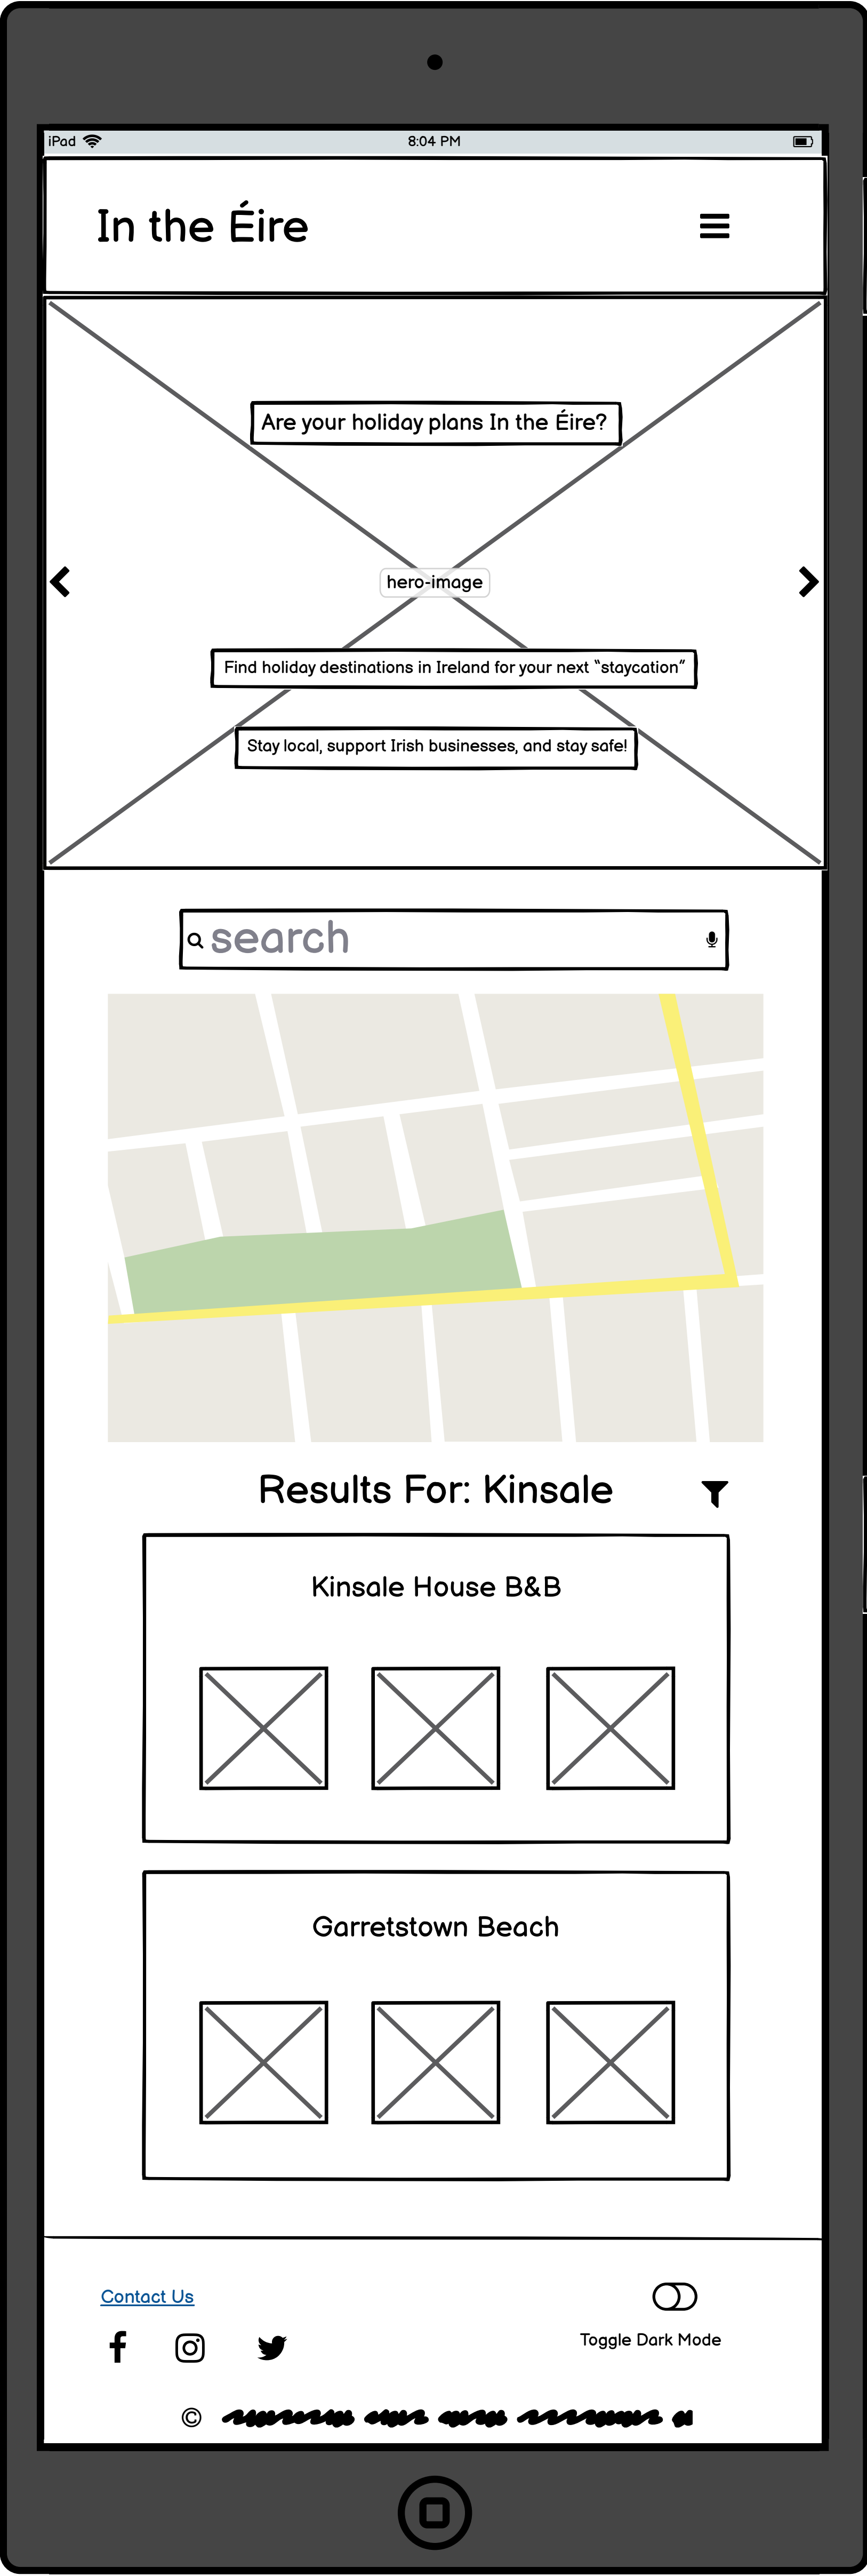 iPad 8:04 PM
In the Éire
Are your holiday plans In the Éire?
hero-image
Find holiday destinations in Ireland for your next “staycation”
Stay local, support Irish businesses, and stay safe!
search
Results For: Kinsale
Kinsale House B&B
Garretstown Beach
Contact Us
Toggle Dark Mode
©